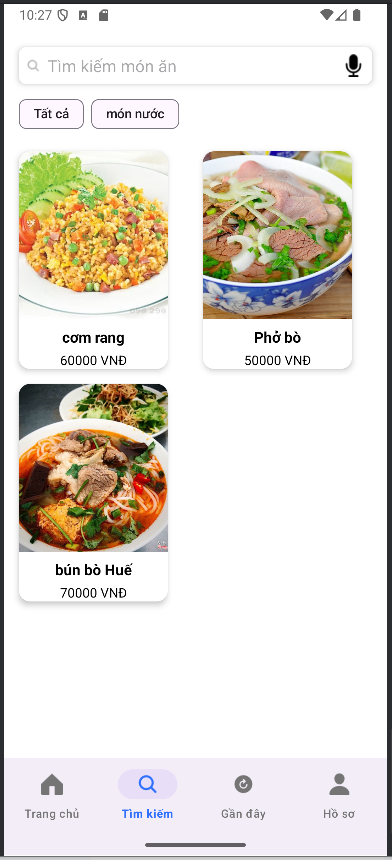 10:27
Tìm kiếm món ăn
Tất cả món nước
cơm rang Phở bò
60000 VNĐ 50000 VNĐ
bún bò Huế
70000 VNĐ
Trang chủ Tìm kiếm Gần đây Hồ sơ